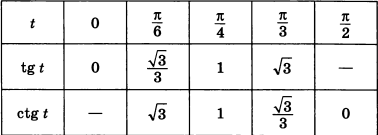 t 0 π/6 π/4 π/3 π/2
tg t 0 √3/3 1 √3 —
ctg t — √3 1 √3/3 0